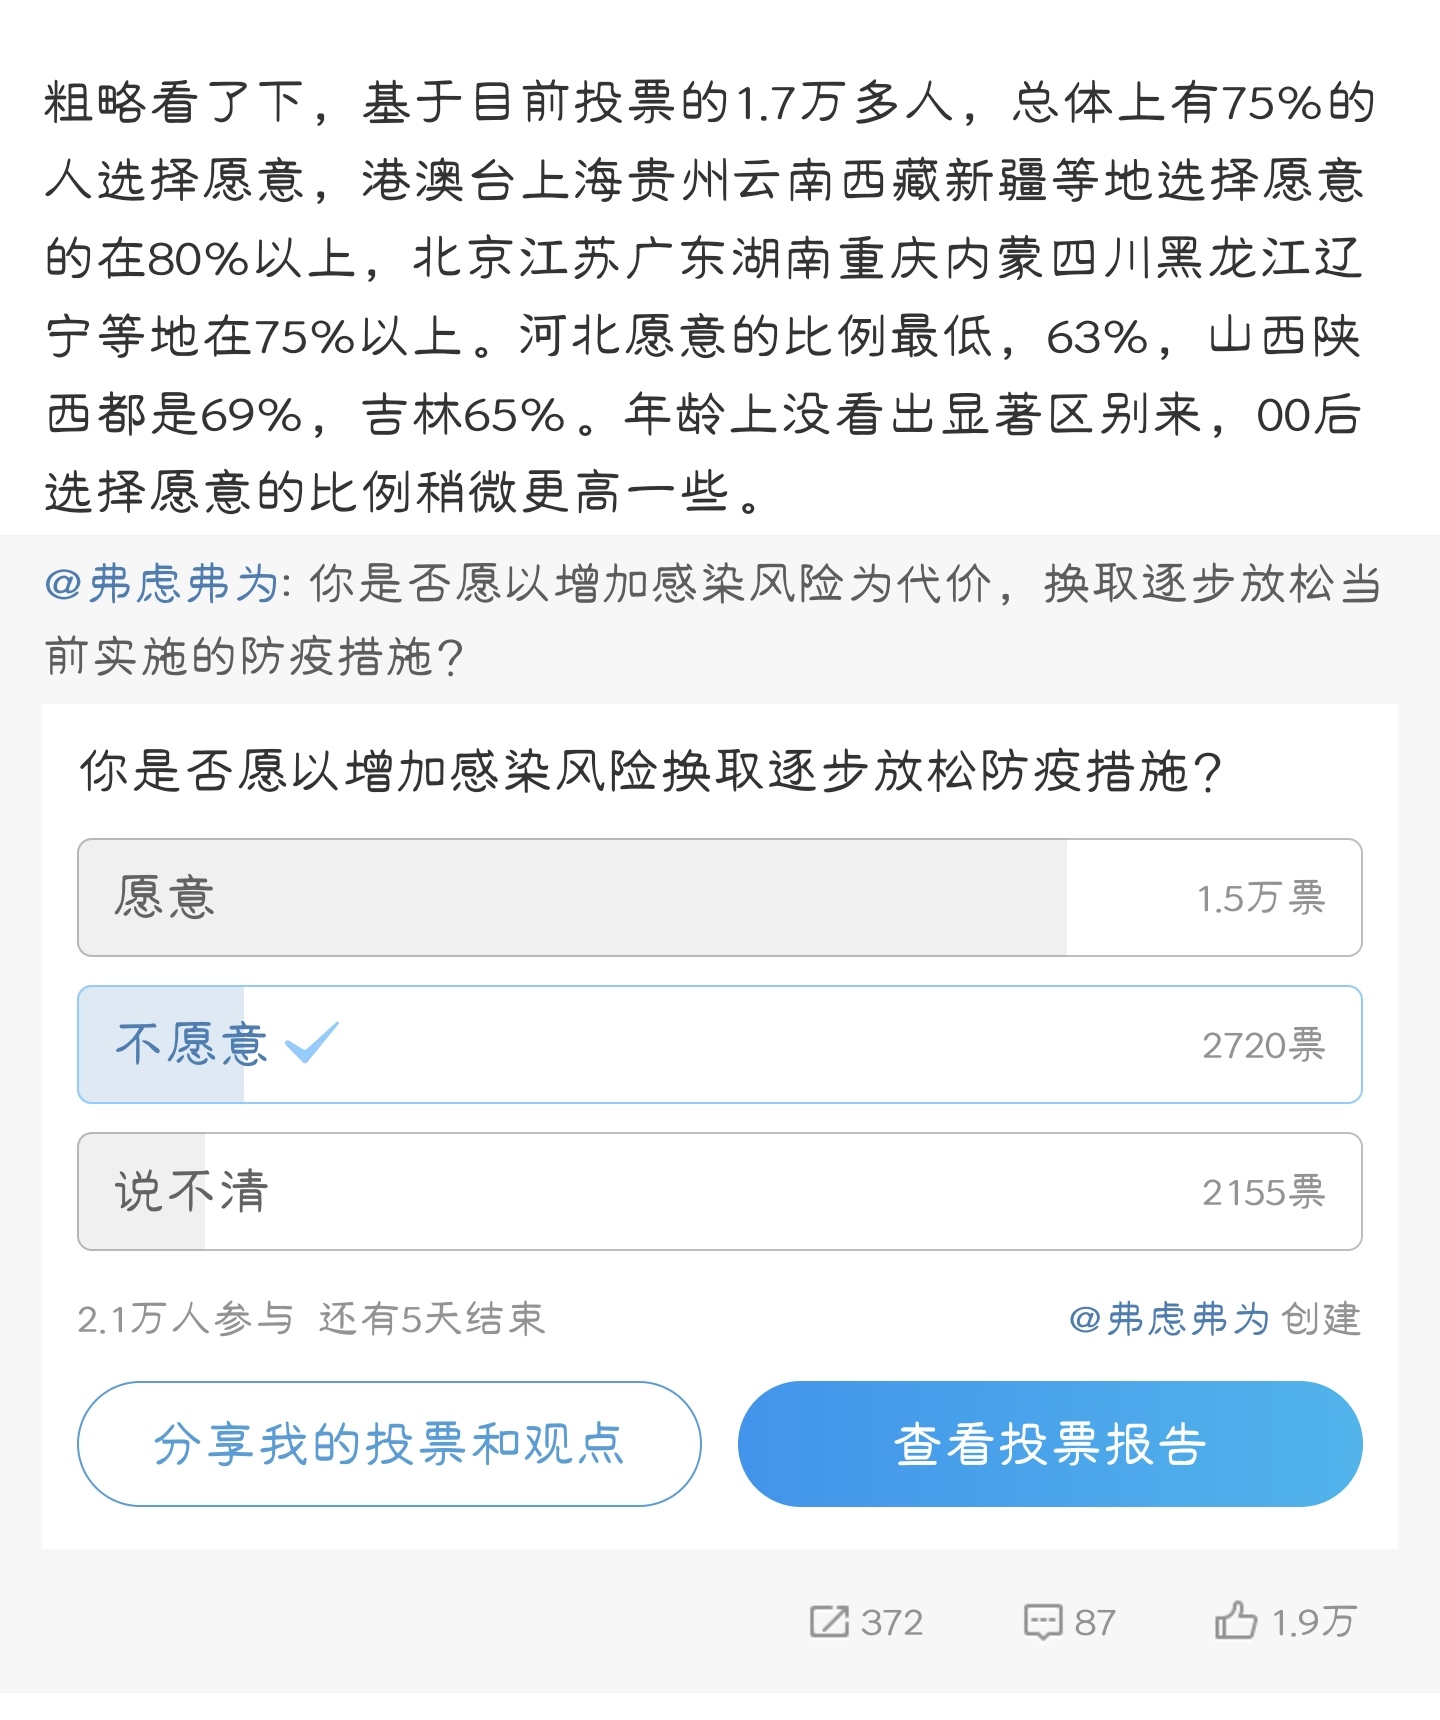 粗略看了下，基于目前投票的1.7万多人，总体上有75%的
人选择愿意，港澳台上海贵州云南西藏新疆等地选择愿意
的在80%以上，北京江苏广东湖南重庆内蒙四川黑龙江辽
宁等地在75%以上。河北愿意的比例最低，63%，山西陕
西都是69%，吉林65%。年龄上没看出显著区别来，00后
选择愿意的比例稍微更高一些。
@弗虑弗为: 你是否愿以增加感染风险为代价，换取逐步放松当
前实施的防疫措施?
你是否愿以增加感染风险换取逐步放松防疫措施?
愿意 1.5万票
不愿意 2720票
说不清 2155票
2.1万人参与 还有5天结束 @弗虑弗为 创建
分享我的投票和观点 查看投票报告
372 87 1.9万